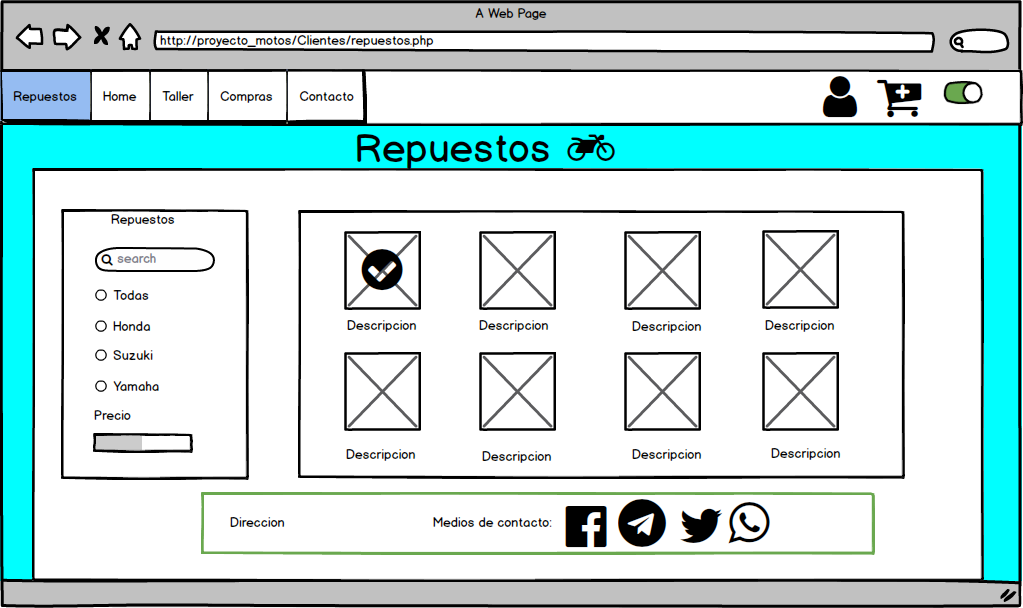 A Web Page
http://proyecto_motos/Clientes/repuestos.php
Repuestos Home Taller Compras Contacto
Repuestos
Repuestos
search
Todas
Honda
Suzuki
Yamaha
Precio
Descripcion Descripcion Descripcion Descripcion
Descripcion Descripcion Descripcion Descripcion
Direccion Medios de contacto: